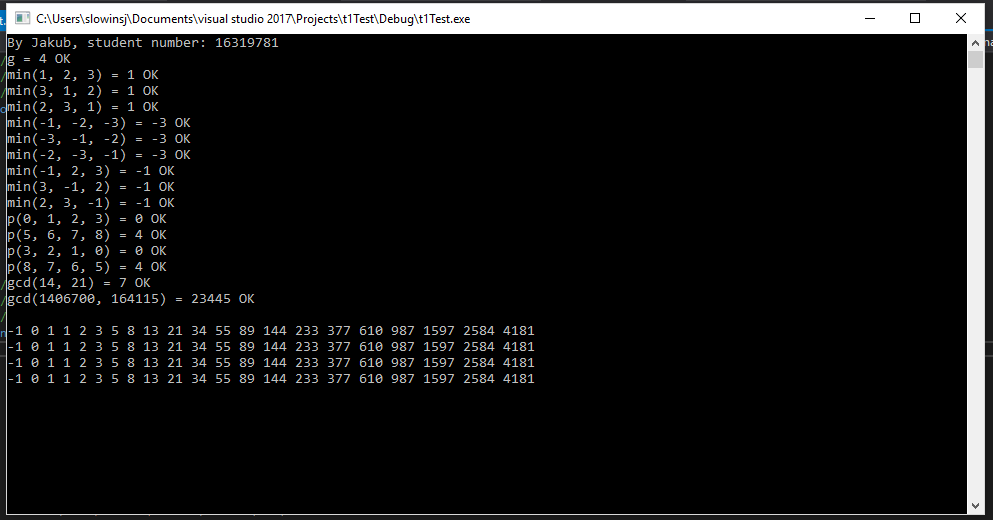 C:\Users\slowinsj\Documents\visual studio 2017\Projects\t1Test\Debug\t1Test.exe
By Jakub, student number: 16319781
g = 4 OK
min(1, 2, 3) = 1 OK
min(3, 1, 2) = 1 OK
min(2, 3, 1) = 1 OK
min(-1, -2, -3) = -3 OK
min(-3, -1, -2) = -3 OK
min(-2, -3, -1) = -3 OK
min(-1, 2, 3) = -1 OK
min(3, -1, 2) = -1 OK
min(2, 3, -1) = -1 OK
p(0, 1, 2, 3) = 0 OK
p(5, 6, 7, 8) = 4 OK
p(3, 2, 1, 0) = 0 OK
p(8, 7, 6, 5) = 4 OK
gcd(14, 21) = 7 OK
gcd(1406700, 164115) = 23445 OK
-1 0 1 1 2 3 5 8 13 21 34 55 89 144 233 377 610 987 1597 2584 4181
-1 0 1 1 2 3 5 8 13 21 34 55 89 144 233 377 610 987 1597 2584 4181
-1 0 1 1 2 3 5 8 13 21 34 55 89 144 233 377 610 987 1597 2584 4181
-1 0 1 1 2 3 5 8 13 21 34 55 89 144 233 377 610 987 1597 2584 4181